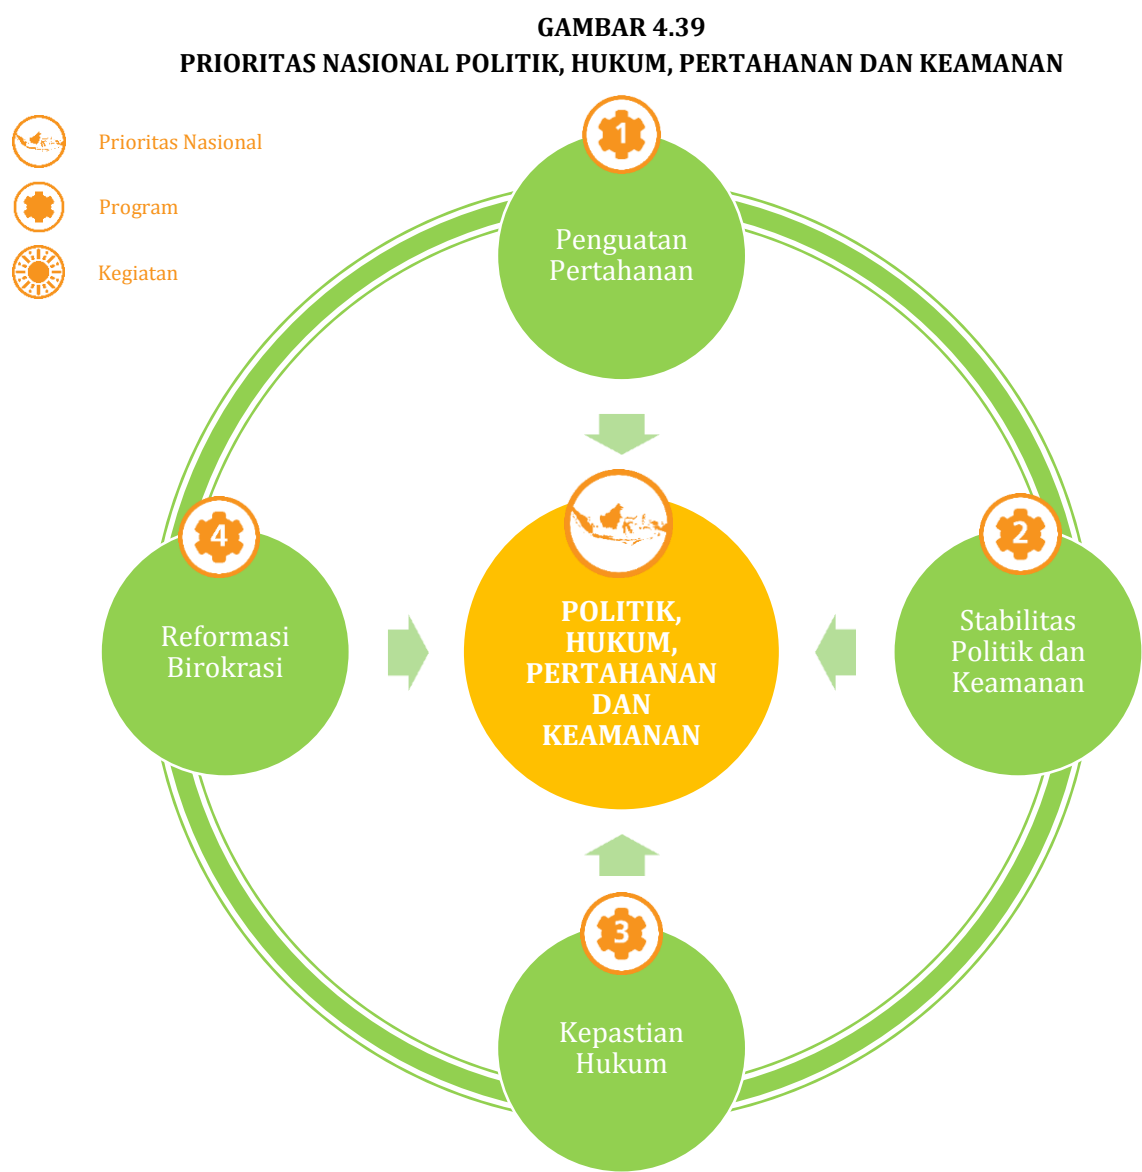 GAMBAR 4.39
PRIORITAS NASIONAL POLITIK, HUKUM, PERTAHANAN DAN KEAMANAN
Prioritas Nasional
Program
Kegiatan
1
Penguatan
Pertahanan
2
Stabilitas
Politik dan
Keamanan
3
Kepastian
Hukum
4
Reformasi
Birokrasi
POLITIK,
HUKUM,
PERTAHANAN
DAN
KEAMANAN